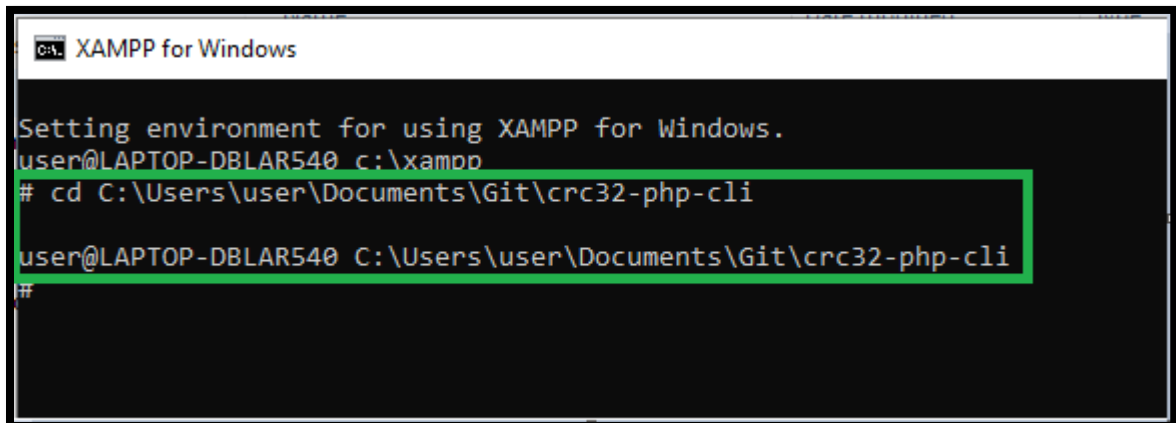 XAMPP for Windows
Setting environment for using XAMPP for Windows.
user@LAPTOP-DBLAR540 c:\xampp
# cd C:\Users\user\Documents\Git\crc32-php-cli
user@LAPTOP-DBLAR540 C:\Users\user\Documents\Git\crc32-php-cli
#